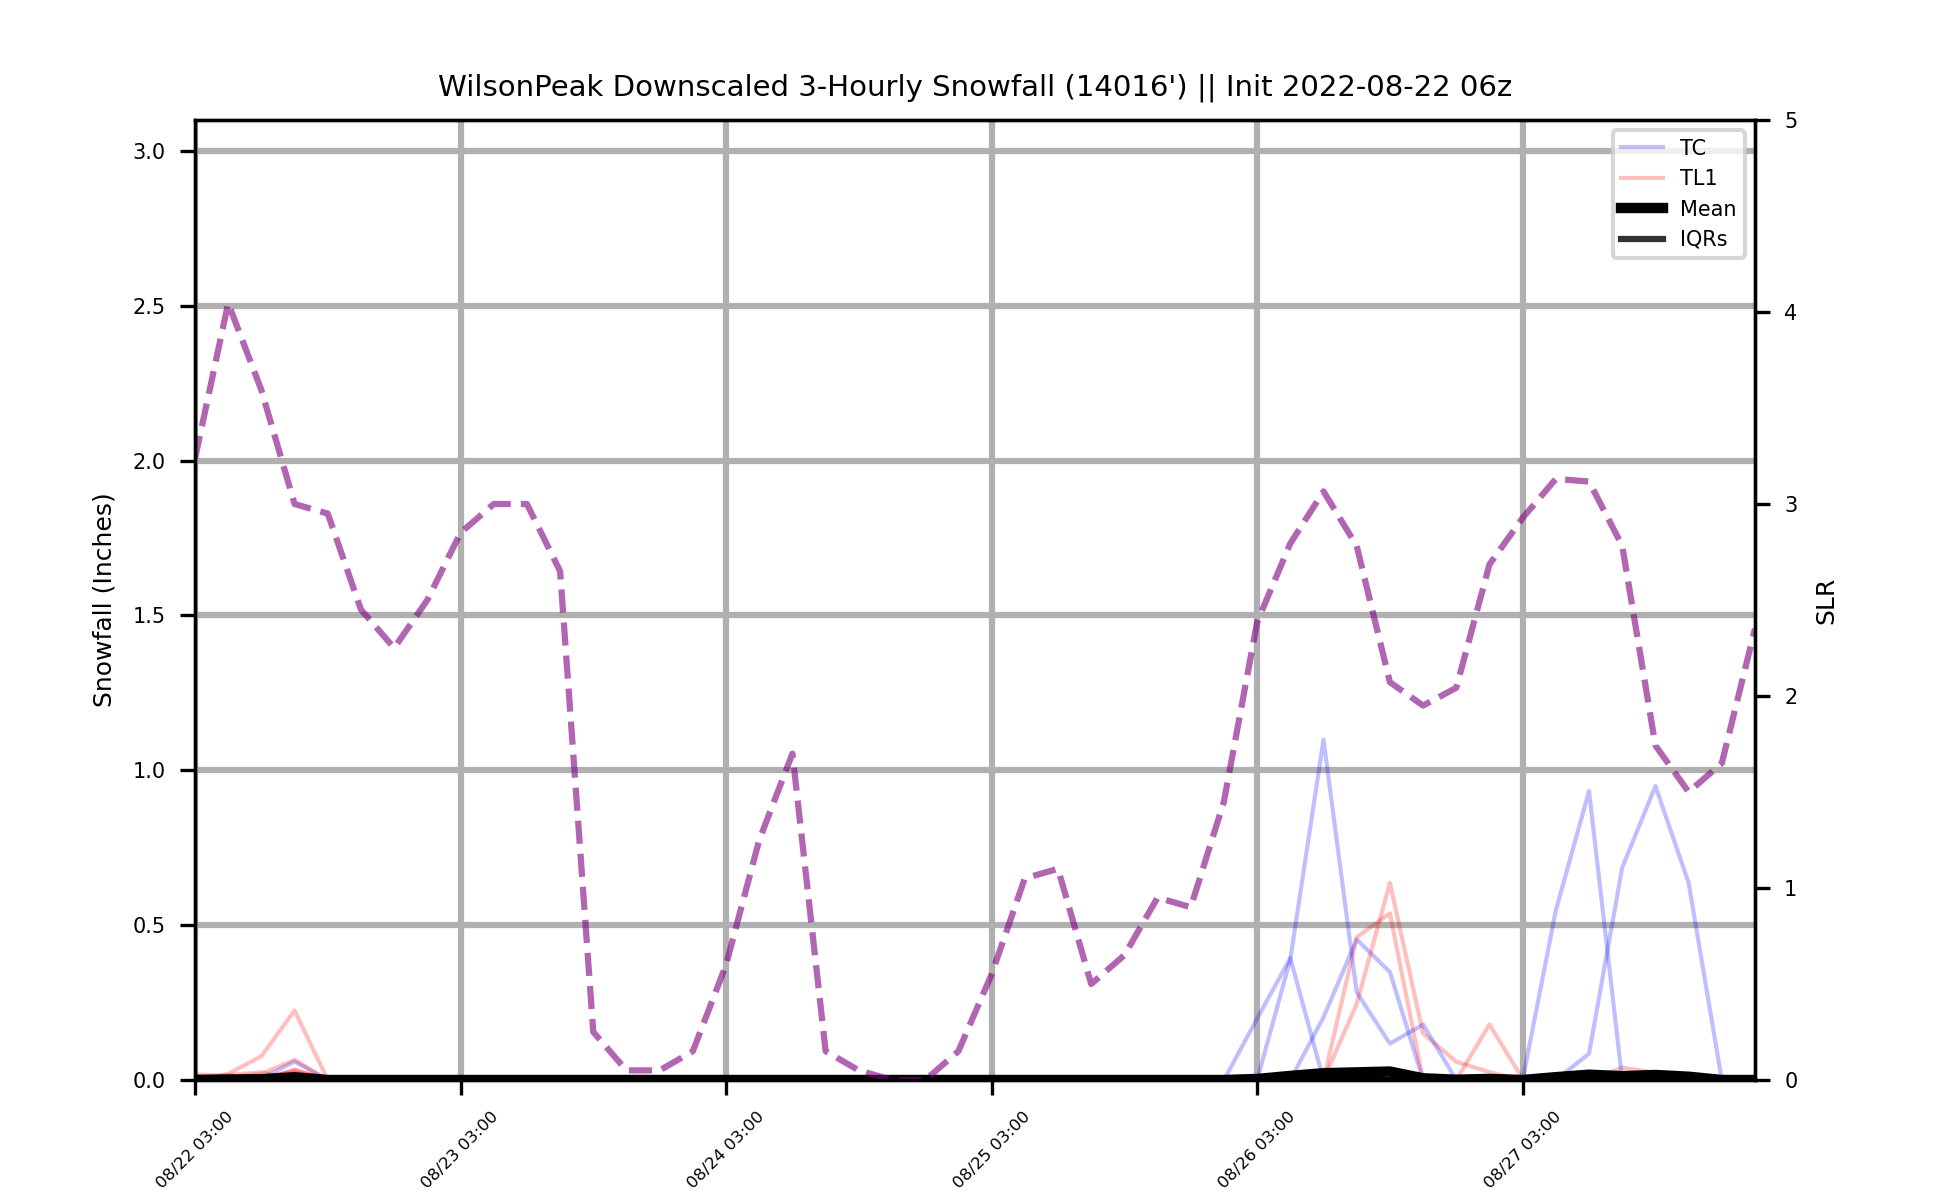 WilsonPeak Downscaled 3-Hourly Snowfall (14016') || Init 2022-08-22 06z
TC
TL1
Mean
IQRs
Snowfall (Inches)
3.0
2.5
2.0
1.5
1.0
0.5
0.0
5
4
3
2
1
0
SLR
08/22 03:00
08/23 03:00
08/24 03:00
08/25 03:00
08/26 03:00
08/27 03:00